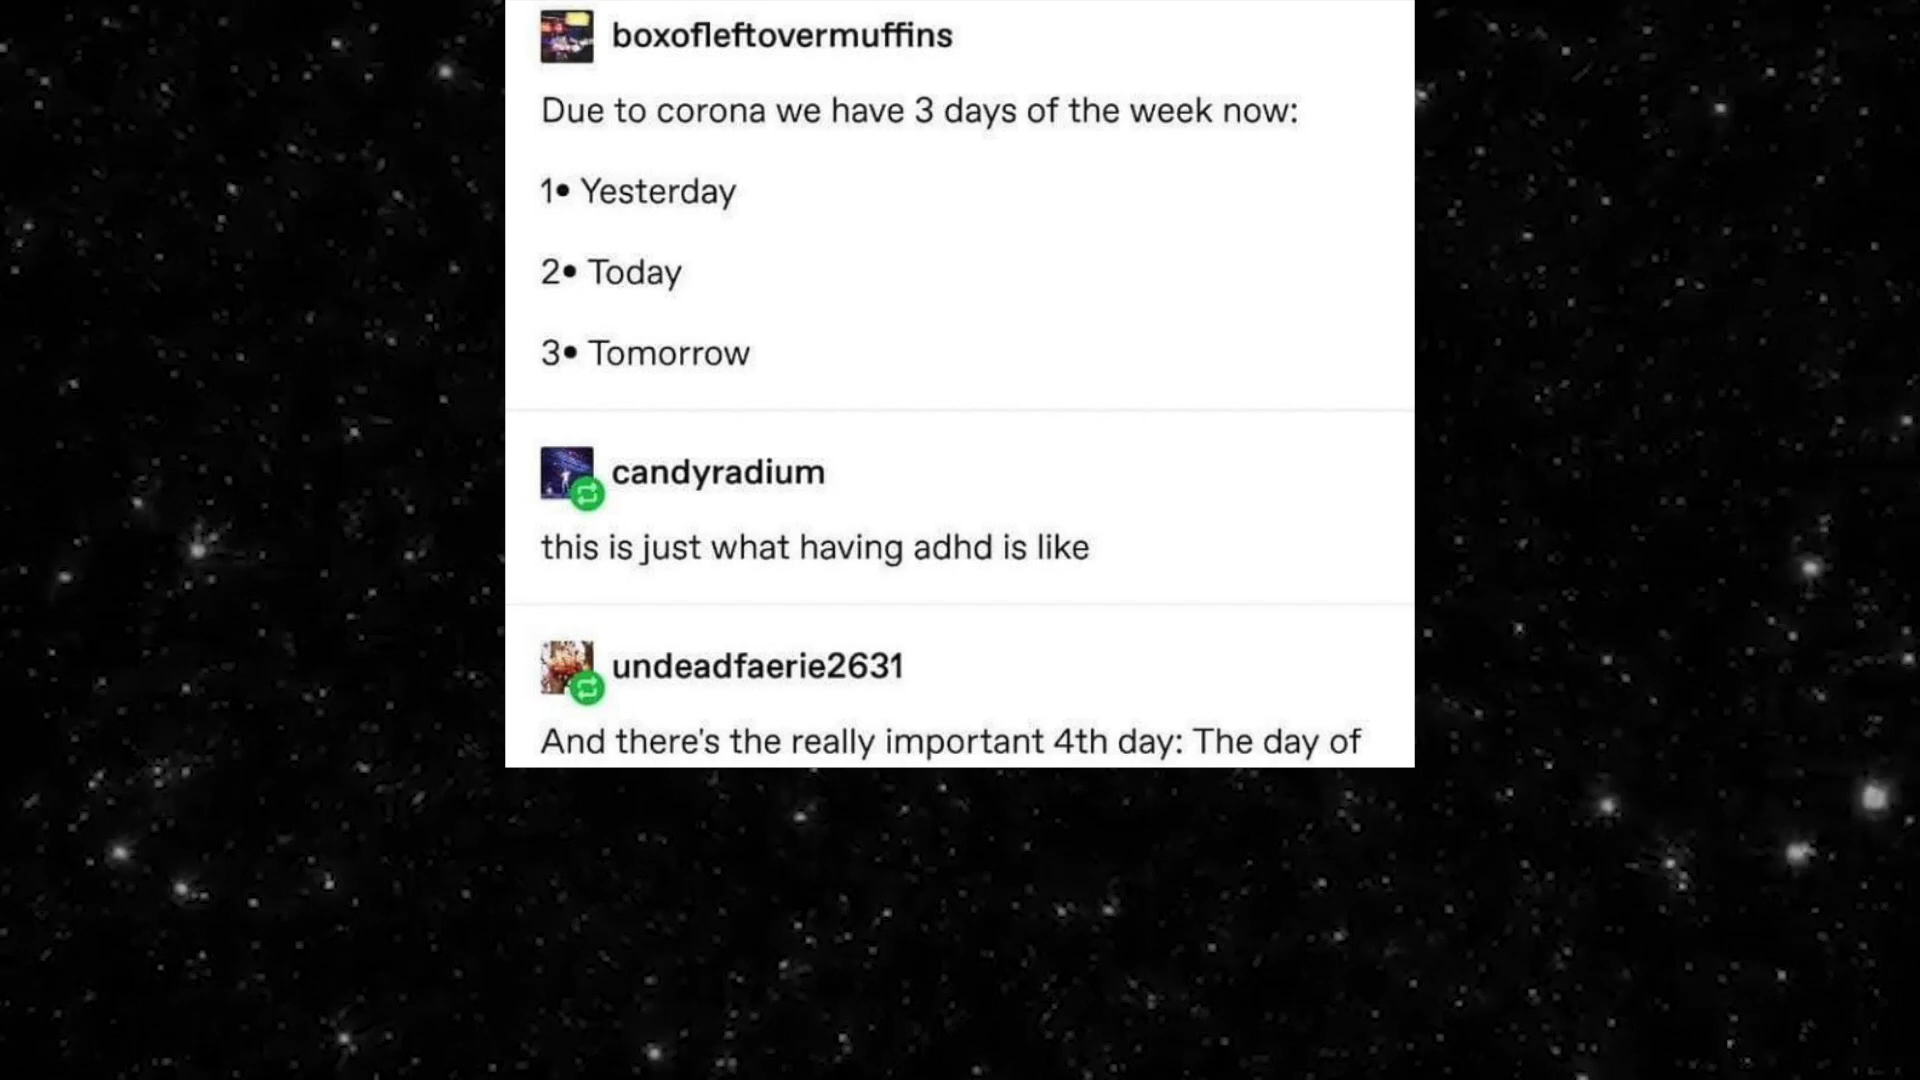 boxofleftovermuffins
Due to corona we have 3 days of the week now:
1• Yesterday
2• Today
3• Tomorrow
candyradium
this is just what having adhd is like
undeadfaerie2631
And there's the really important 4th day: The day of